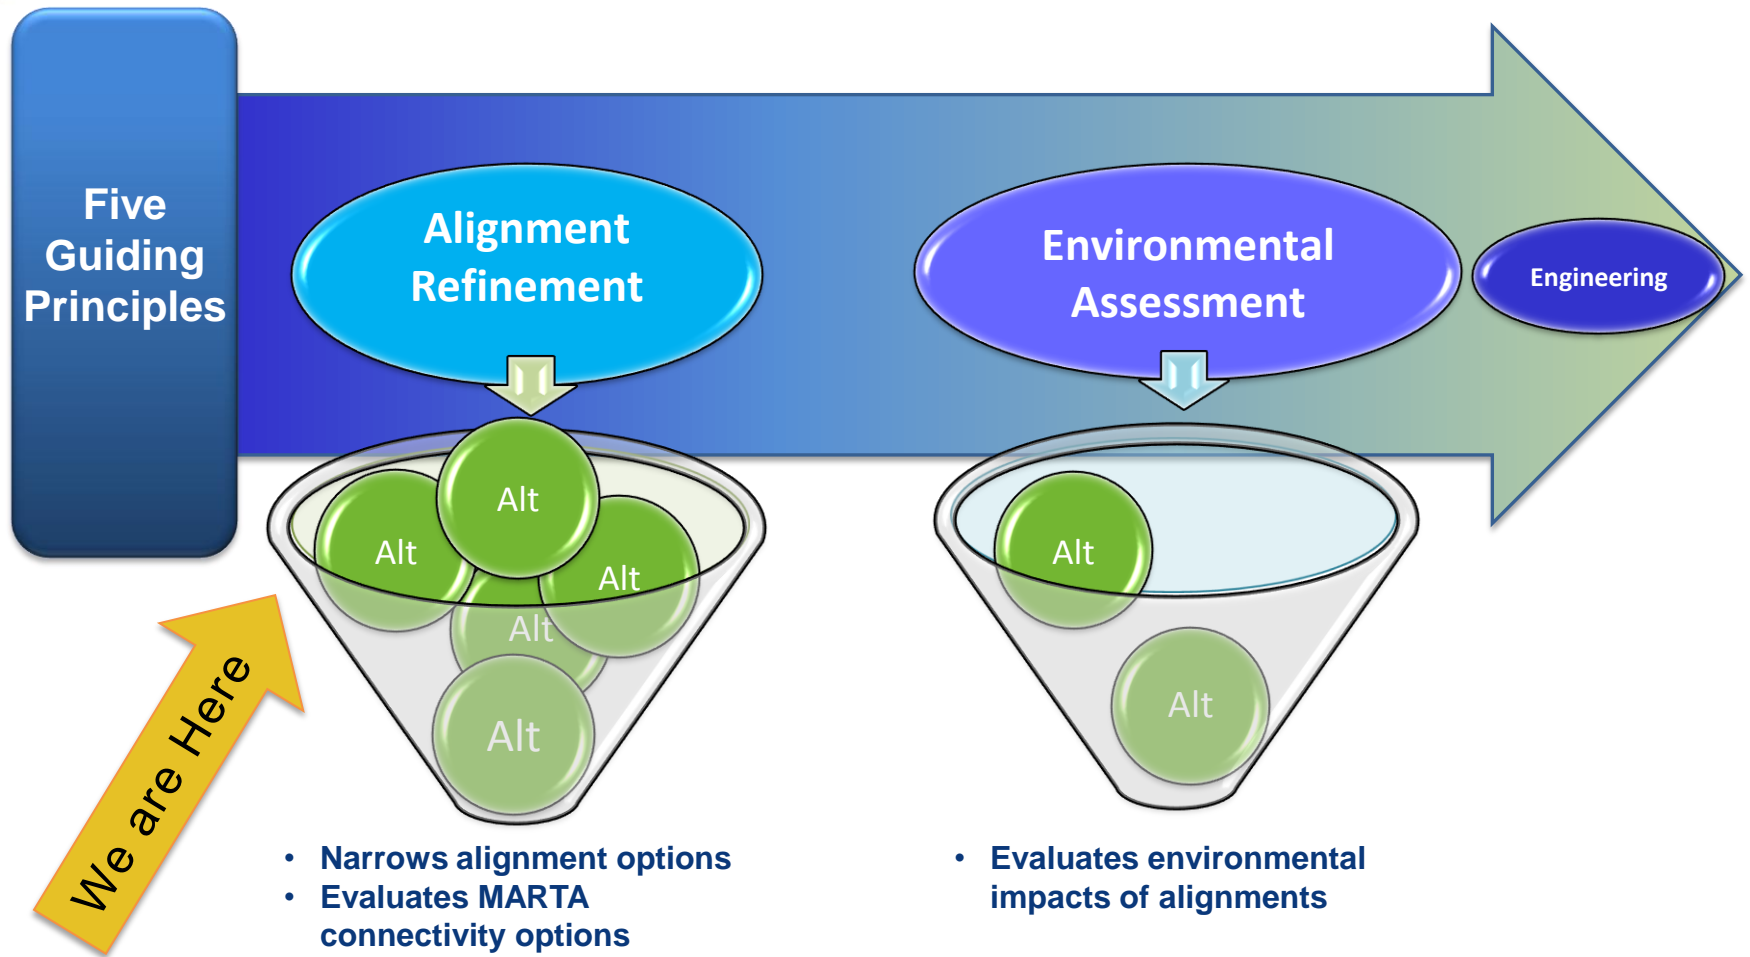 Five
Guiding
Principles
Alignment
Refinement
Environmental
Assessment
Engineering
Alt
Alt
Alt
Alt
Alt
Alt
Alt
We are Here
• Narrows alignment options
• Evaluates MARTA
connectivity options
• Evaluates environmental
impacts of alignments